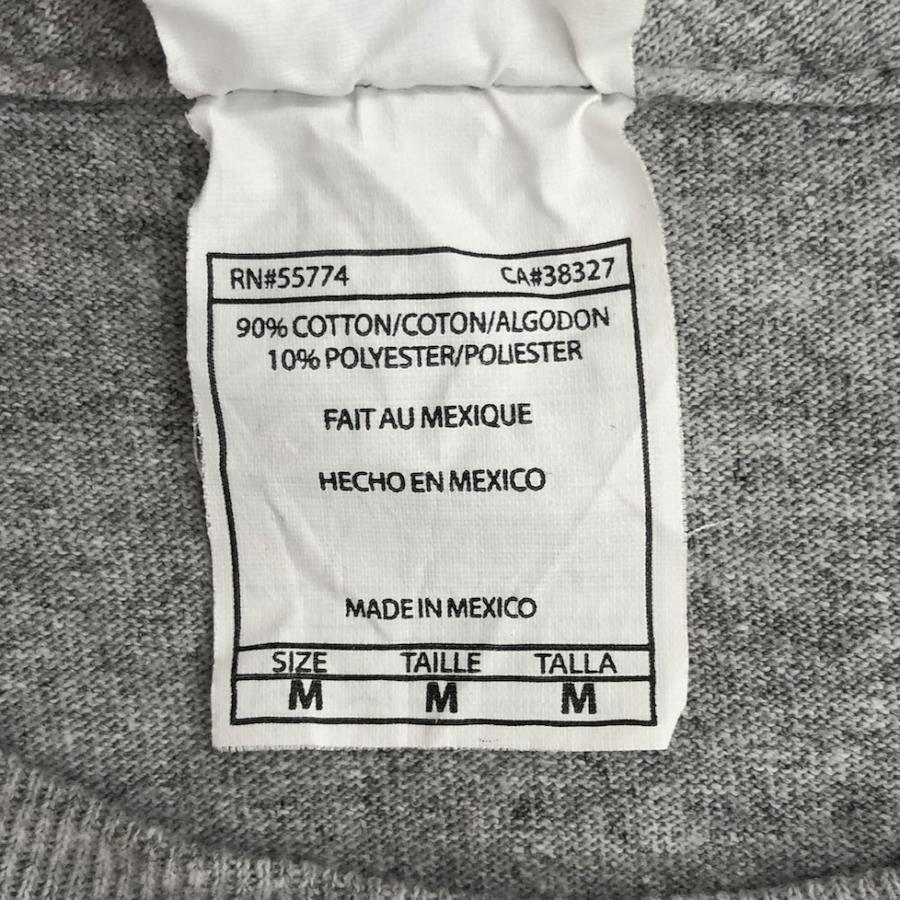 RN#55774 CA#38327
90% COTTON/COTON/ALGODON
10% POLYESTER/POLIESTER
FAIT AU MEXIQUE
HECHO EN MEXICO
MADE IN MEXICO
SIZE TAILLE TALLA
M M M